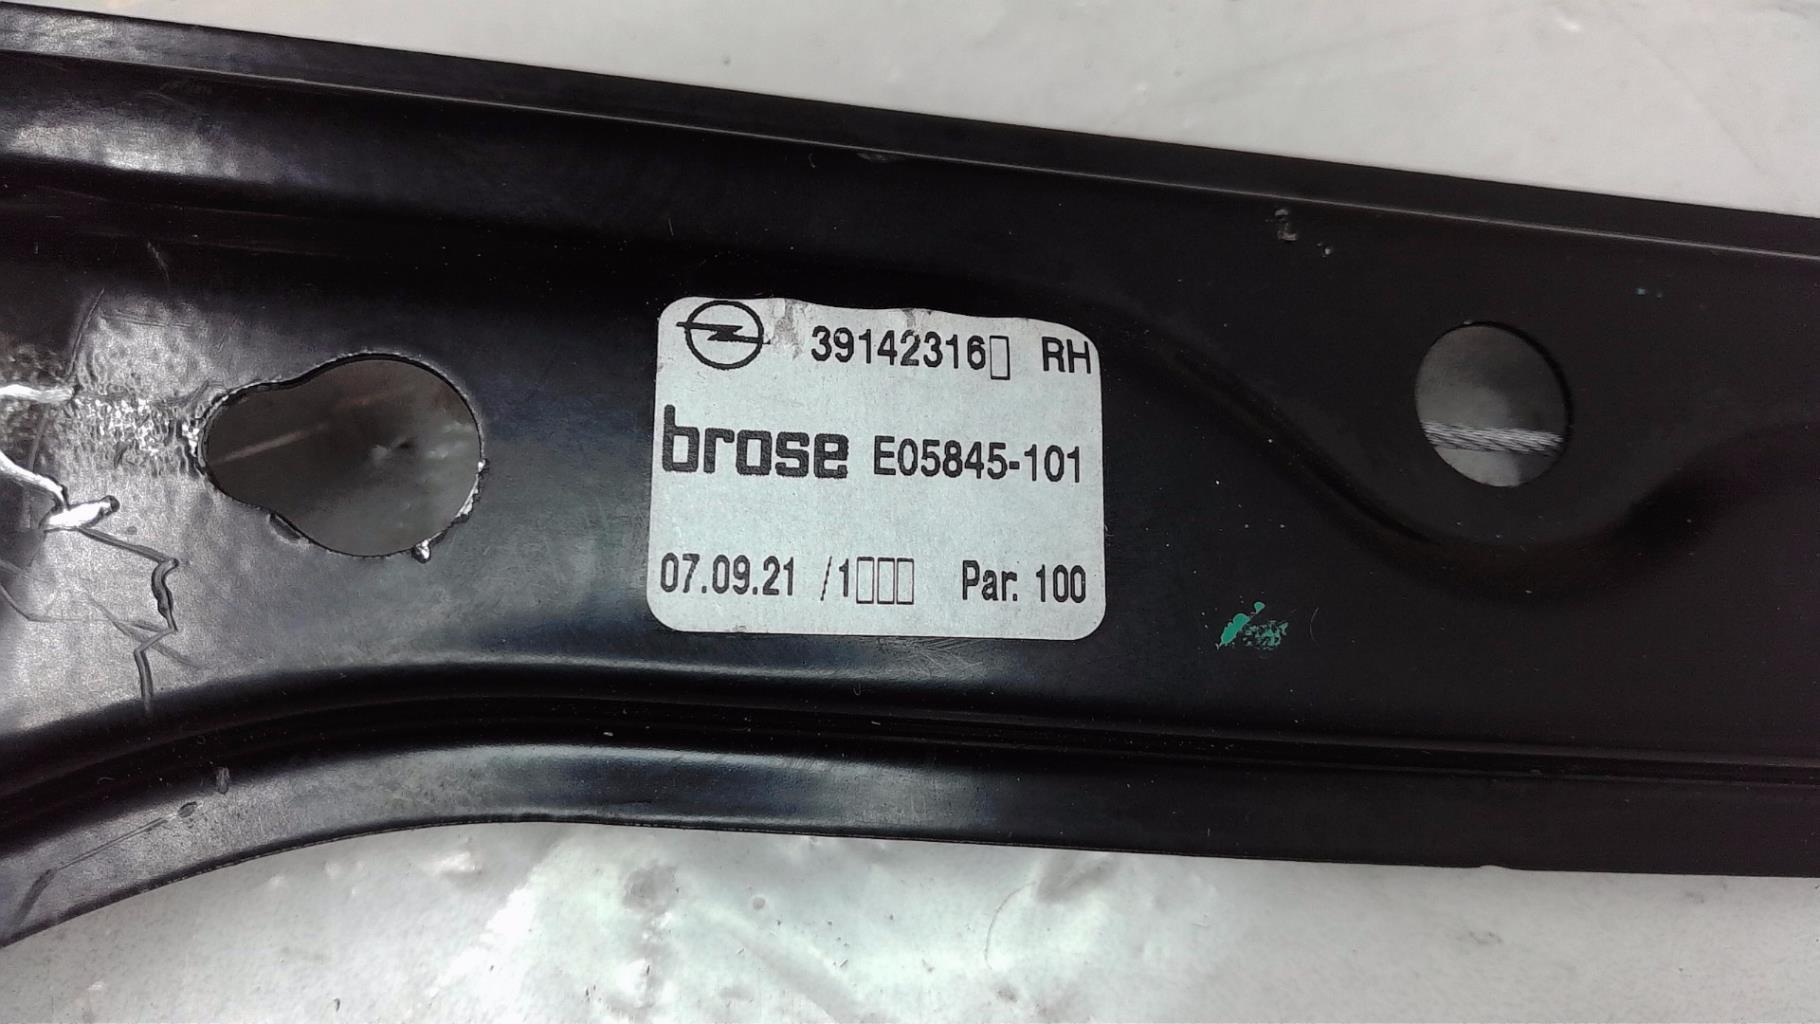 39142316▯ RH
brose E05845-101
07.09.21 /1▯▯▯ Par. 100